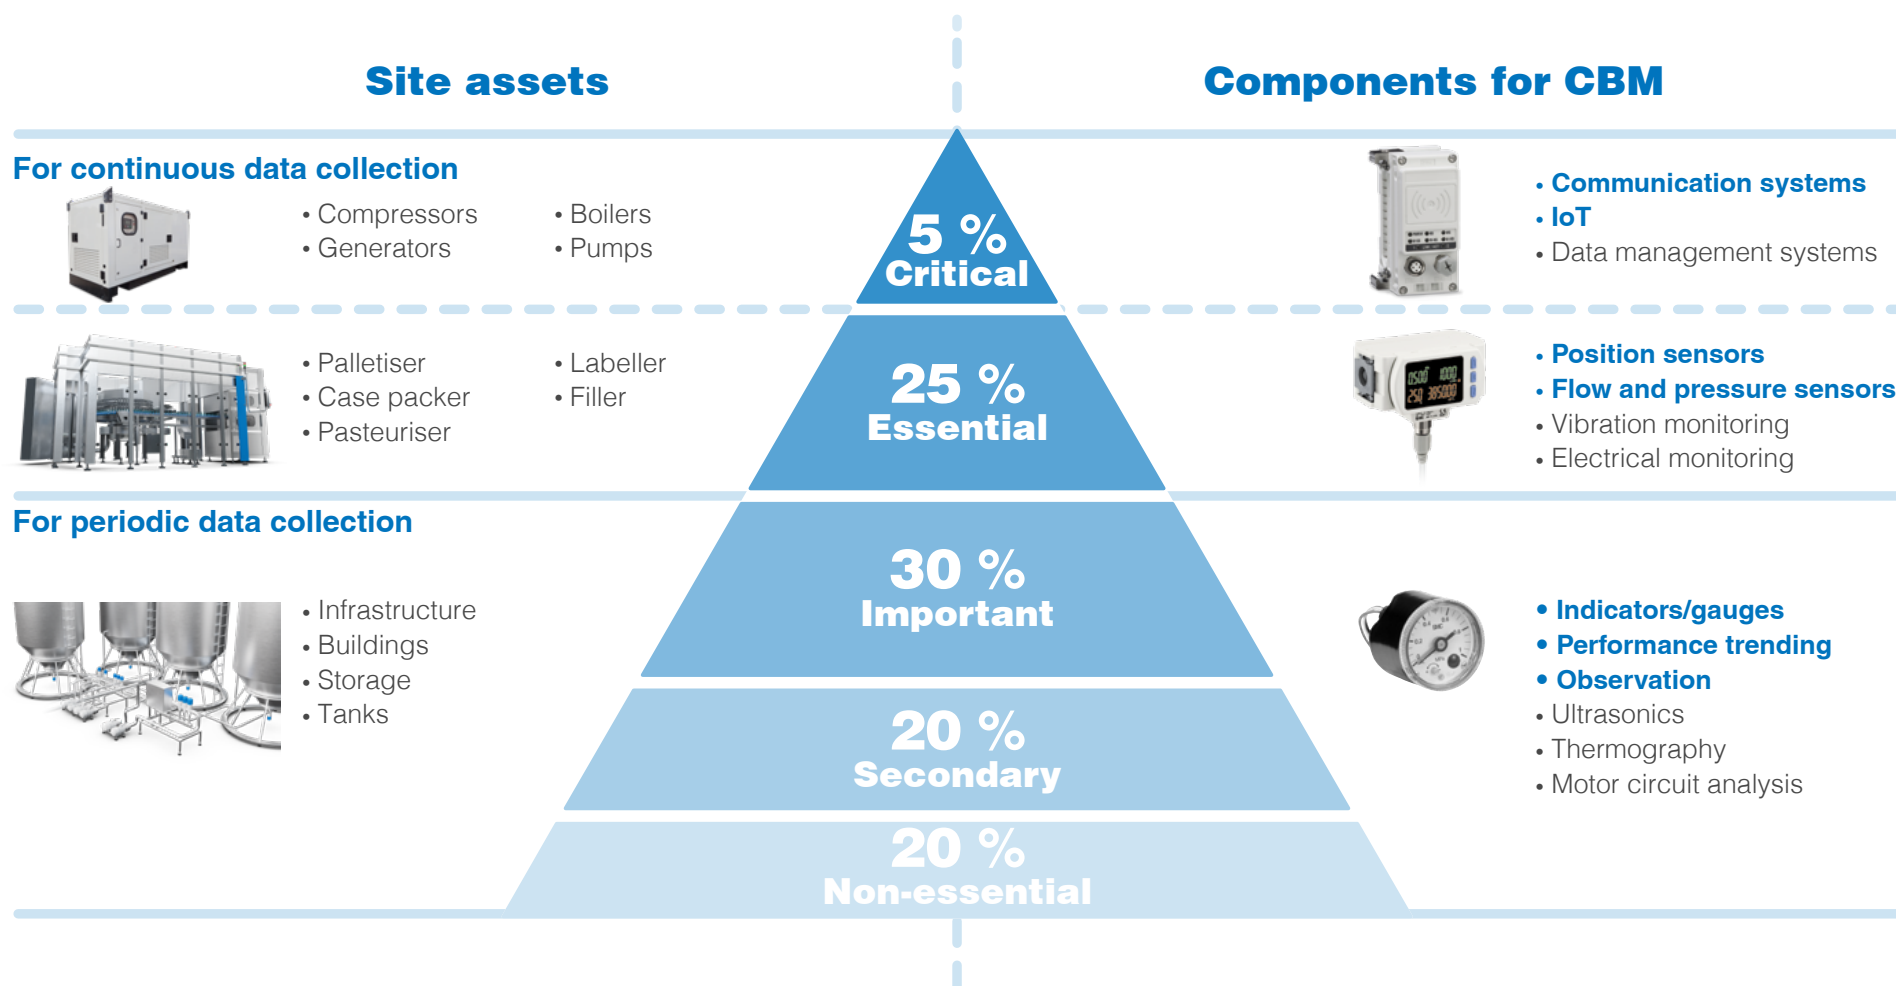 Site assets
Components for CBM
For continuous data collection
• Compressors
• Generators
• Boilers
• Pumps
5 %
Critical
• Communication systems
• IoT
• Data management systems
• Palletiser
• Case packer
• Pasteuriser
• Labeller
• Filler
25 %
Essential
• Position sensors
• Flow and pressure sensors
• Vibration monitoring
• Electrical monitoring
For periodic data collection
• Infrastructure
• Buildings
• Storage
• Tanks
30 %
Important
20 %
Secondary
20 %
Non-essential
• Indicators/gauges
• Performance trending
• Observation
• Ultrasonics
• Thermography
• Motor circuit analysis